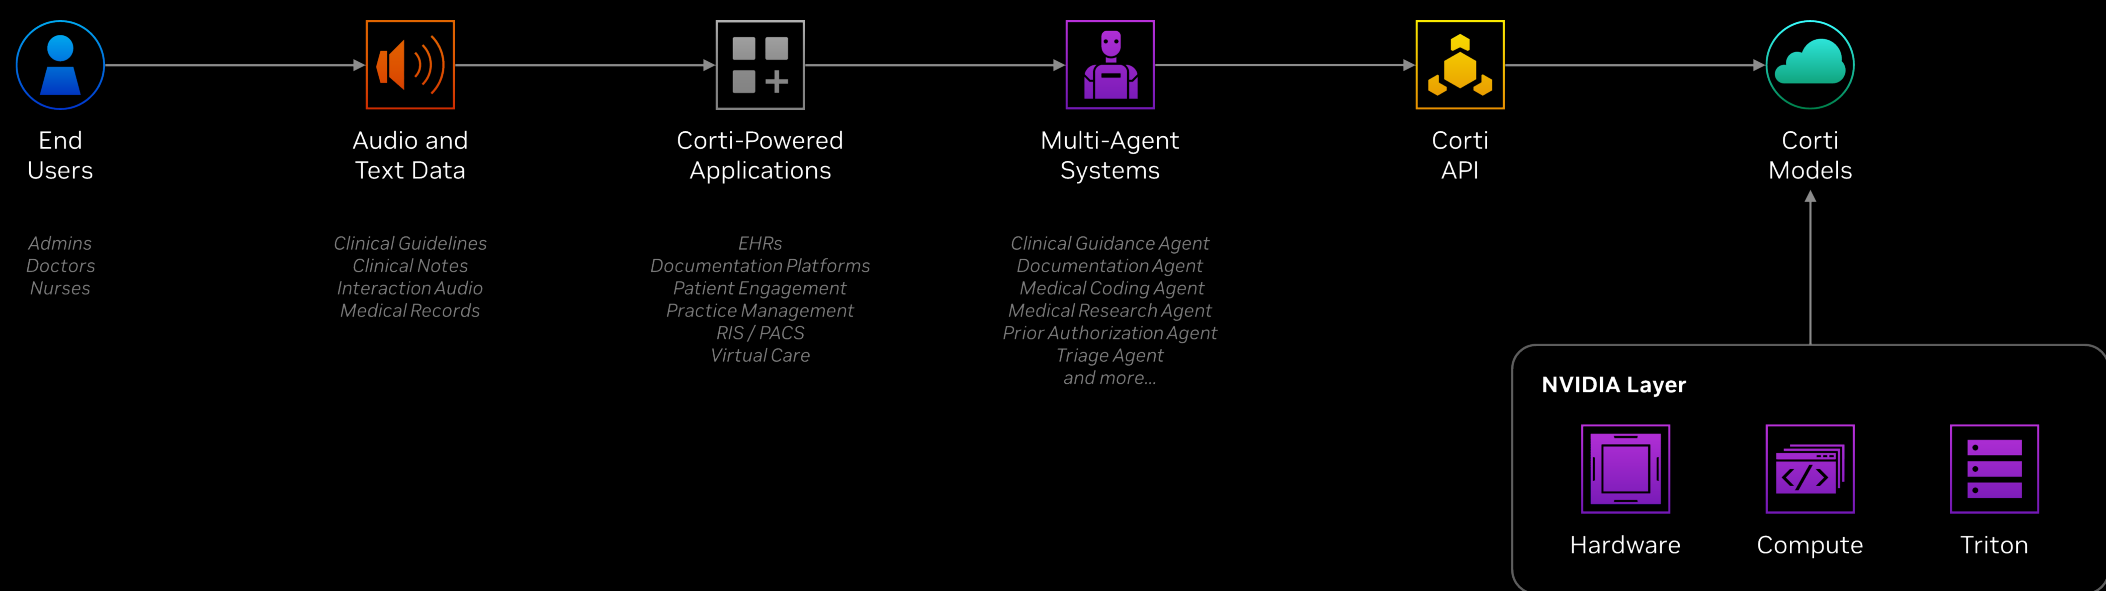 End
Users
Admins
Doctors
Nurses
Audio and
Text Data
Clinical Guidelines
Clinical Notes
Interaction Audio
Medical Records
Corti-Powered
Applications
EHRs
Documentation Platforms
Patient Engagement
Practice Management
RIS / PACS
Virtual Care
Multi-Agent
Systems
Clinical Guidance Agent
Documentation Agent
Medical Coding Agent
Medical Research Agent
Prior Authorization Agent
Triage Agent
and more...
Corti
API
Corti
Models
NVIDIA Layer
Hardware
Compute
Triton